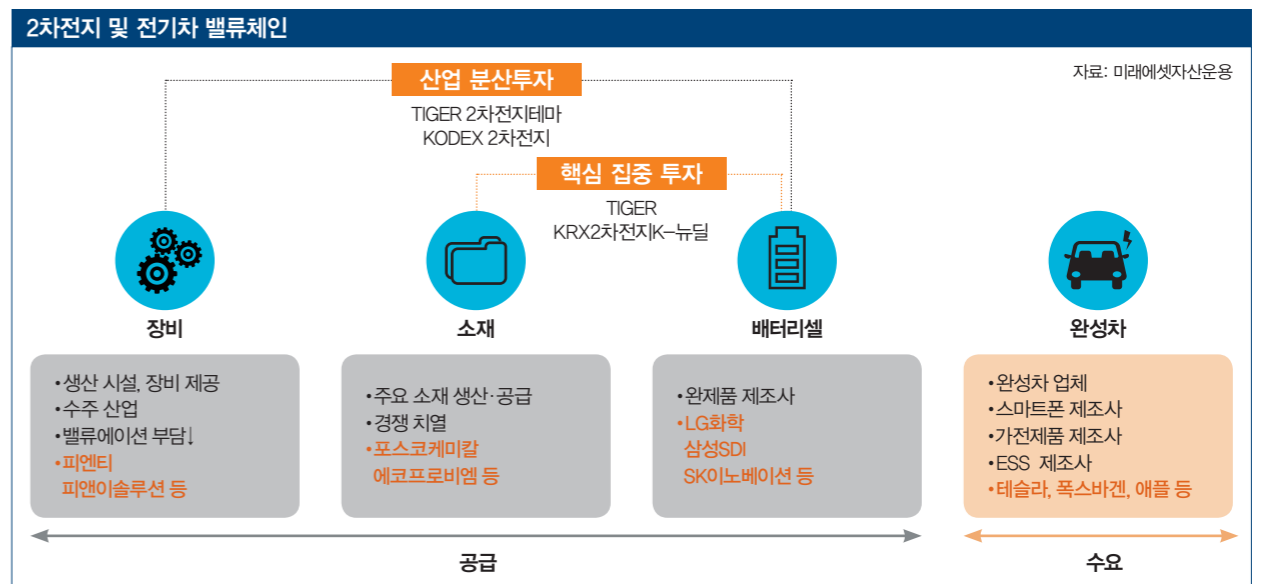 2차전지 및 전기차 밸류체인
자료: 미래에셋자산운용
산업 분산투자
TIGER 2차전지테마
KODEX 2차전지
핵심 집중 투자
TIGER
KRX2차전지K-뉴딜
장비
•생산 시설, 장비 제공
•수주 산업
•밸류에이션 부담↓
•피엔티
피앤이솔루션 등
소재
•주요 소재 생산·공급
•경쟁 치열
•포스코케미칼
에코프로비엠 등
배터리셀
•완제품 제조사
•LG화학
삼성SDI
SK이노베이션 등
완성차
•완성차 업체
•스마트폰 제조사
•가전제품 제조사
•ESS 제조사
•테슬라, 폭스바겐, 애플 등
공급
수요